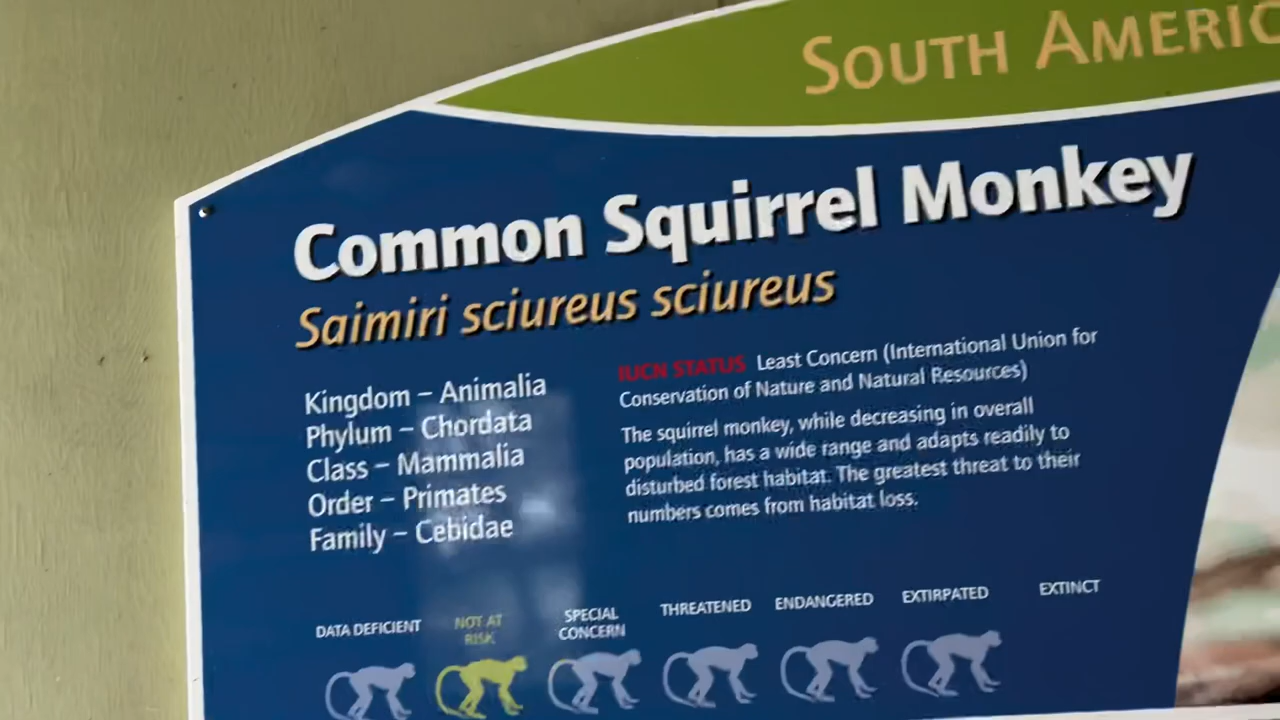 SOUTH AMERIC
Common Squirrel Monkey
Saimiri sciureus sciureus
Kingdom – Animalia
Phylum – Chordata
Class – Mammalia
Order – Primates
Family – Cebidae
IUCN STATUS Least Concern (International Union for
Conservation of Nature and Natural Resources)
The squirrel monkey, while decreasing in overall
population, has a wide range and adapts readily to
disturbed forest habitat. The greatest threat to their
numbers comes from habitat loss.
DATA DEFICIENT
NOT AT
RISK
SPECIAL
CONCERN
THREATENED
ENDANGERED
EXTIRPATED
EXTINCT